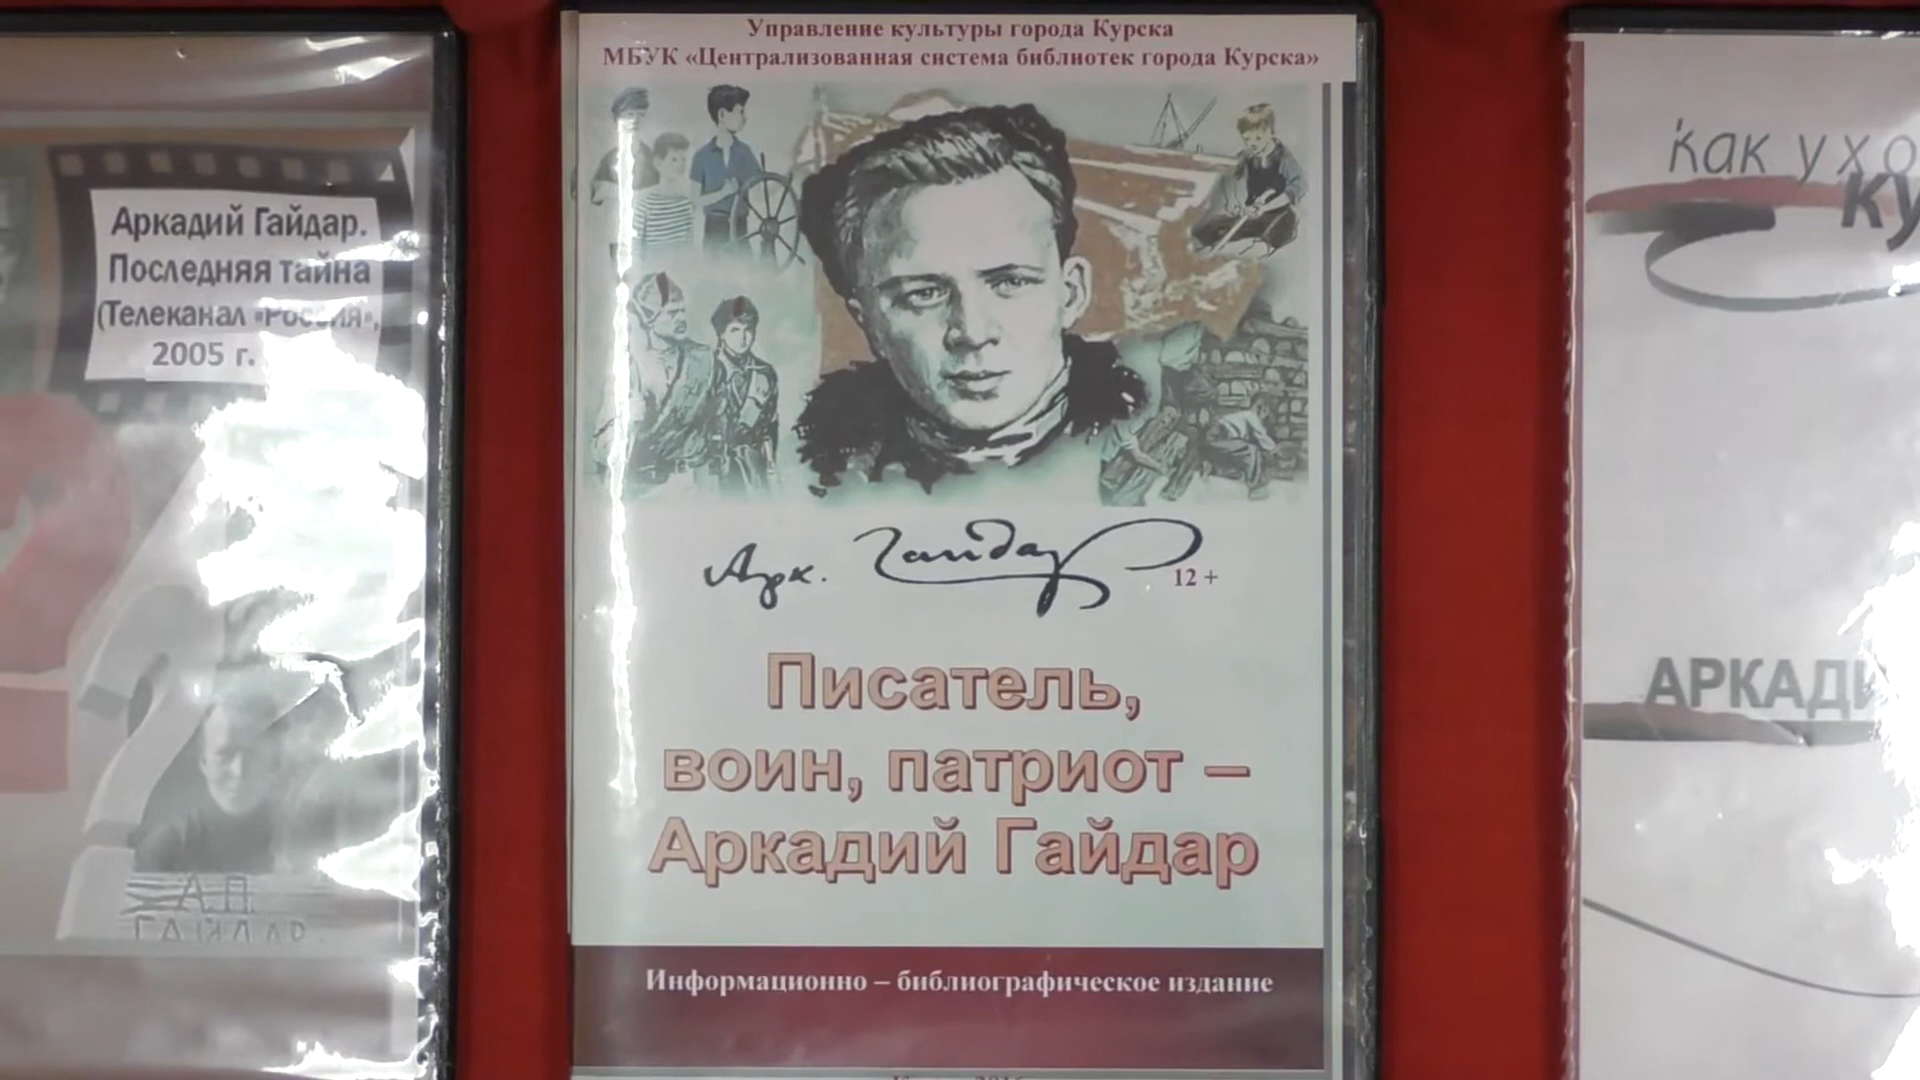 Аркадий Гайдар.
Последняя тайна
(Телеканал «Россия»,
2005 г.
А.П.
ГАЙДАР.
Управление культуры города Курска
МБУК «Централизованная система библиотек города Курска»
Арк. Гайдар
12 +
Писатель,
воин, патриот –
Аркадий Гайдар
Информационно – библиографическое издание
как ухо
ку
АРКАДИ